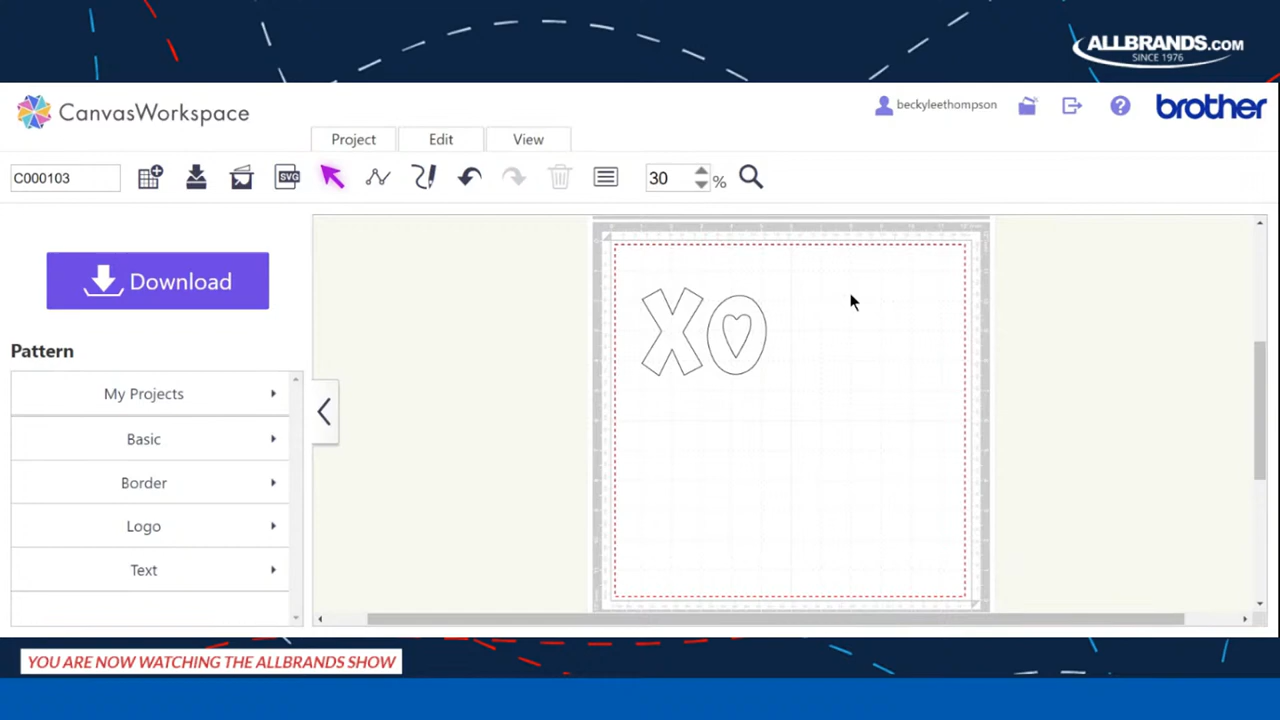 ALLBRANDS.COM
SINCE 1976
CanvasWorkspace
beckyleethompson
brother
Project
Edit
View
C000103
SVG
30
%
Download
Pattern
My Projects
Basic
Border
Logo
Text
XO
YOU ARE NOW WATCHING THE ALLBRANDS SHOW